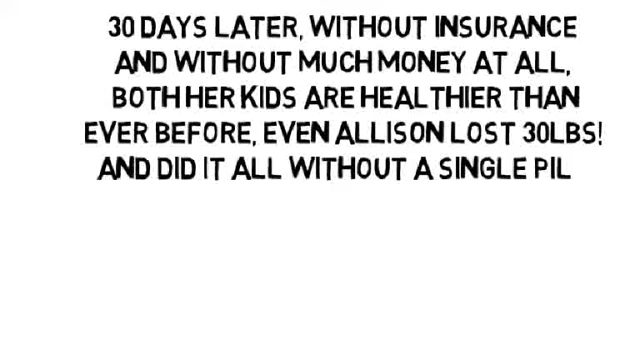 30 DAYS LATER, WITHOUT INSURANCE
AND WITHOUT MUCH MONEY AT ALL,
BOTH HER KIDS ARE HEALTHIER THAN
EVER BEFORE, EVEN ALLISON LOST 30LBS!
AND DID IT ALL WITHOUT A SINGLE PIL